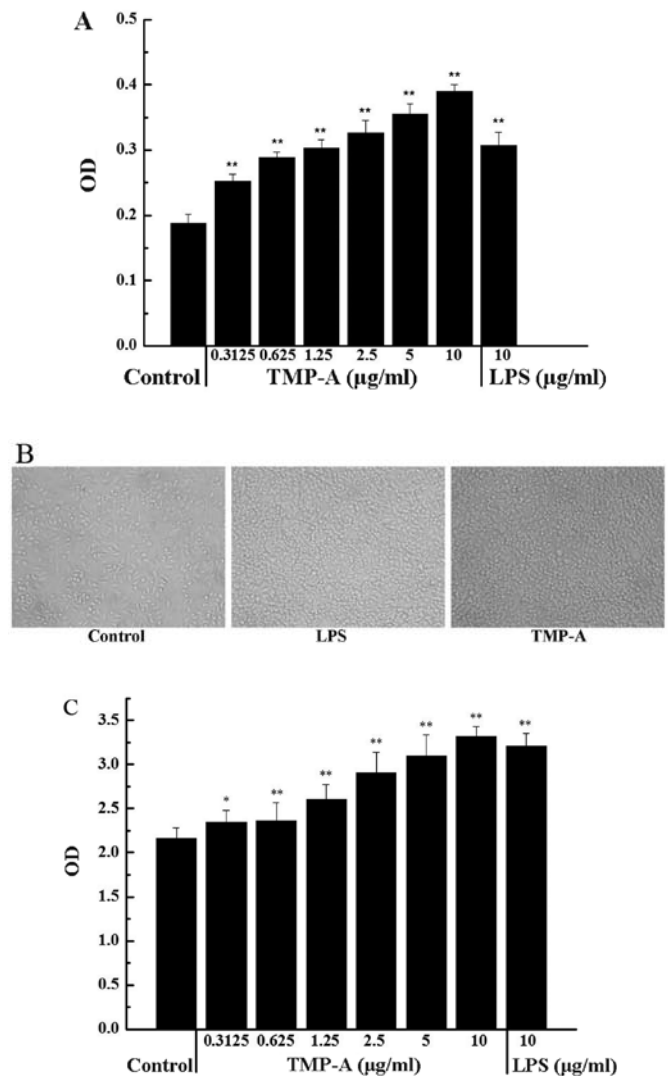 A
0.5
**
0.4
**
**
**
**
**
**
0.3
OD
0.2
0.1
0.0
0.3125 0.625 1.25 2.5 5 10 10
Control TMP-A (μg/ml) LPS (μg/ml)
B
Control LPS TMP-A
C
3.5
**
**
**
**
3.0
**
2.5
*
**
2.0
OD
1.5
1.0
0.5
0.0
0.3125 0.625 1.25 2.5 5 10 10
Control TMP-A (μg/ml) LPS (μg/ml)